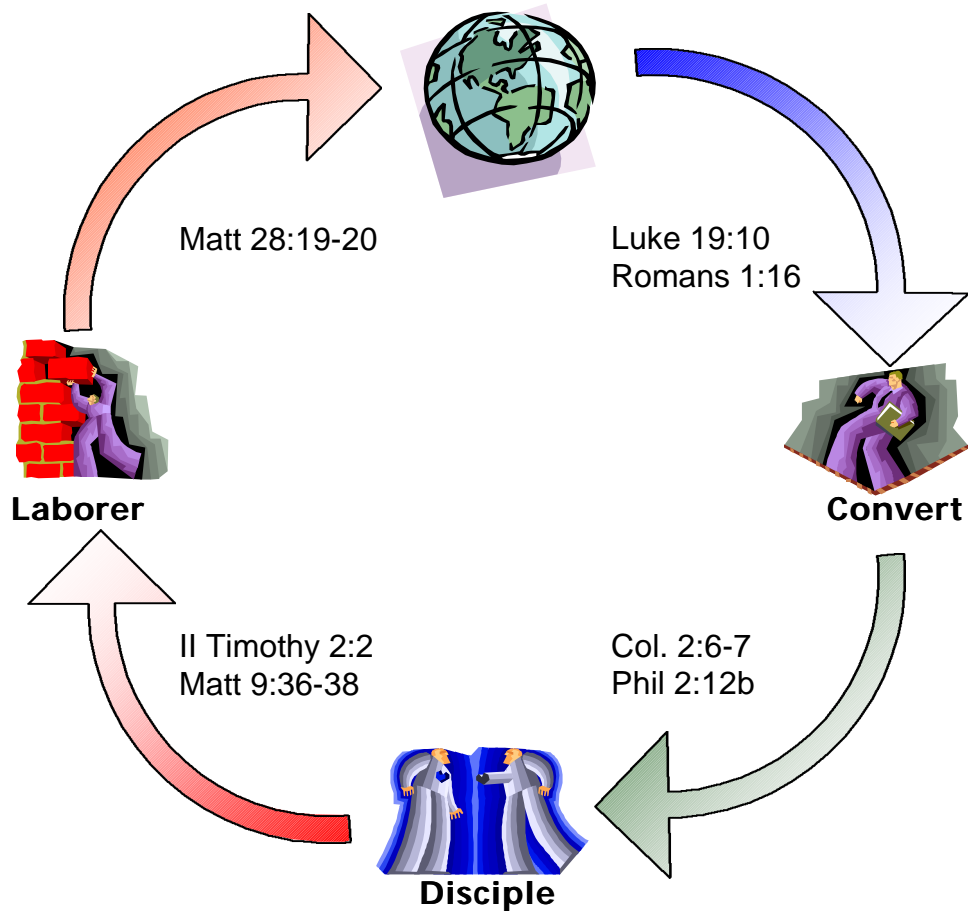 Matt 28:19-20
Luke 19:10
Romans 1:16
Laborer
Convert
II Timothy 2:2
Matt 9:36-38
Col. 2:6-7
Phil 2:12b
Disciple